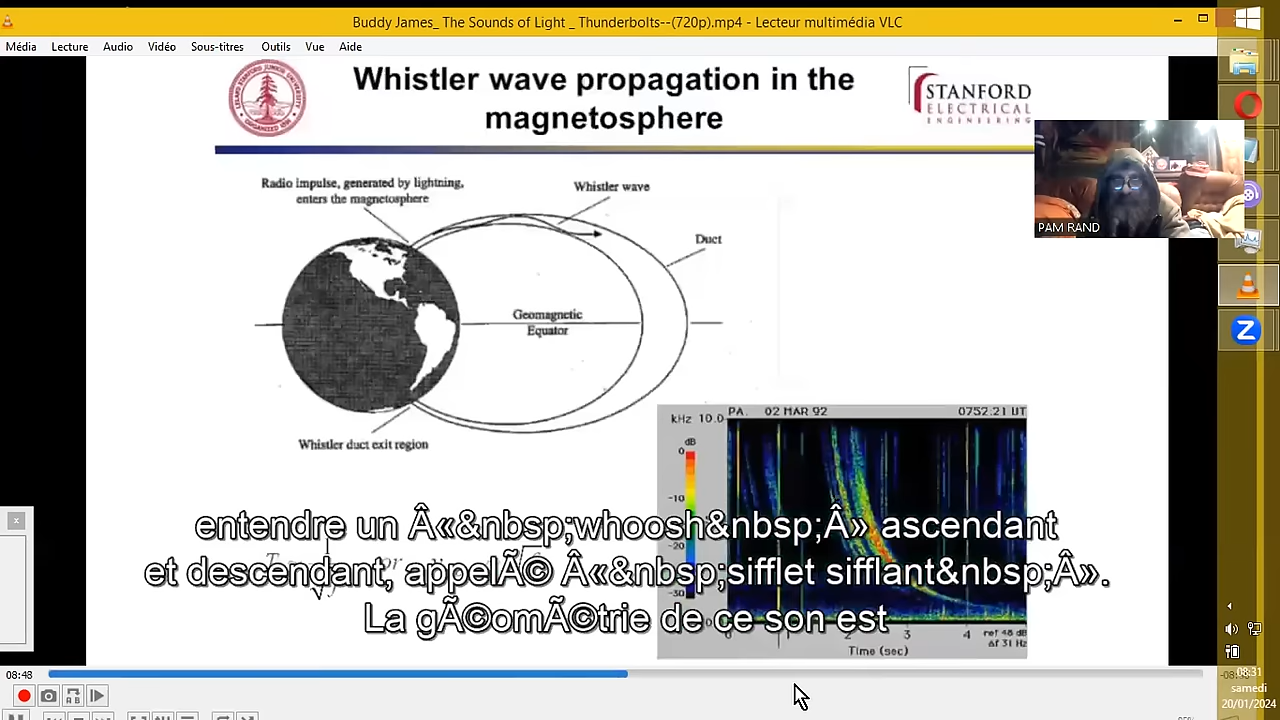 Buddy James_ The Sounds of Light _ Thunderbolts--(720p).mp4 - Lecteur multimédia VLC
Média Lecture Audio Vidéo Sous-titres Outils Vue Aide
Whistler wave propagation in the
magnetosphere
STANFORD
ELECTRICAL
ENGINEERING
PAM RAND
Radio impulse, generated by lightning,
enters the magnetosphere
Whistler wave
Duct
Geomagnetic
Equator
Whistler duct exit region
PA. 02 MAR 92 0752.21 UT
kHz 10.0
dB
0
-10
-20
-30
3 4
Time (sec)
ref 48 dB
Δf 31 Hz
entendre un Â«&nbsp;whoosh&nbsp;Â» ascendant
et descendant, appelÃ© Â«&nbsp;sifflet sifflant&nbsp;Â».
La gÃ©omÃ©trie de ce son est
08:48
08:31
samedi
20/01/2024